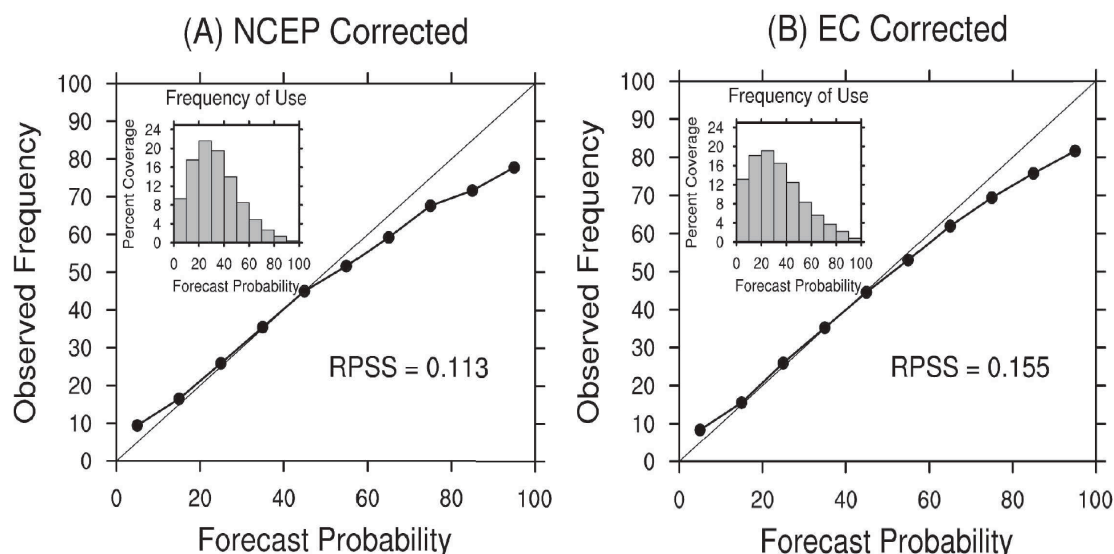 (A) NCEP Corrected
Observed Frequency
100
90
80
70
60
50
40
30
20
10
0
Frequency of Use
Percent Coverage
24
20
16
12
8
4
0
0 20 40 60 80 100
Forecast Probability
RPSS = 0.113
0 20 40 60 80 100
Forecast Probability
(B) EC Corrected
Observed Frequency
100
90
80
70
60
50
40
30
20
10
0
Frequency of Use
Percent Coverage
24
20
16
12
8
4
0
0 20 40 60 80 100
Forecast Probability
RPSS = 0.155
0 20 40 60 80 100
Forecast Probability